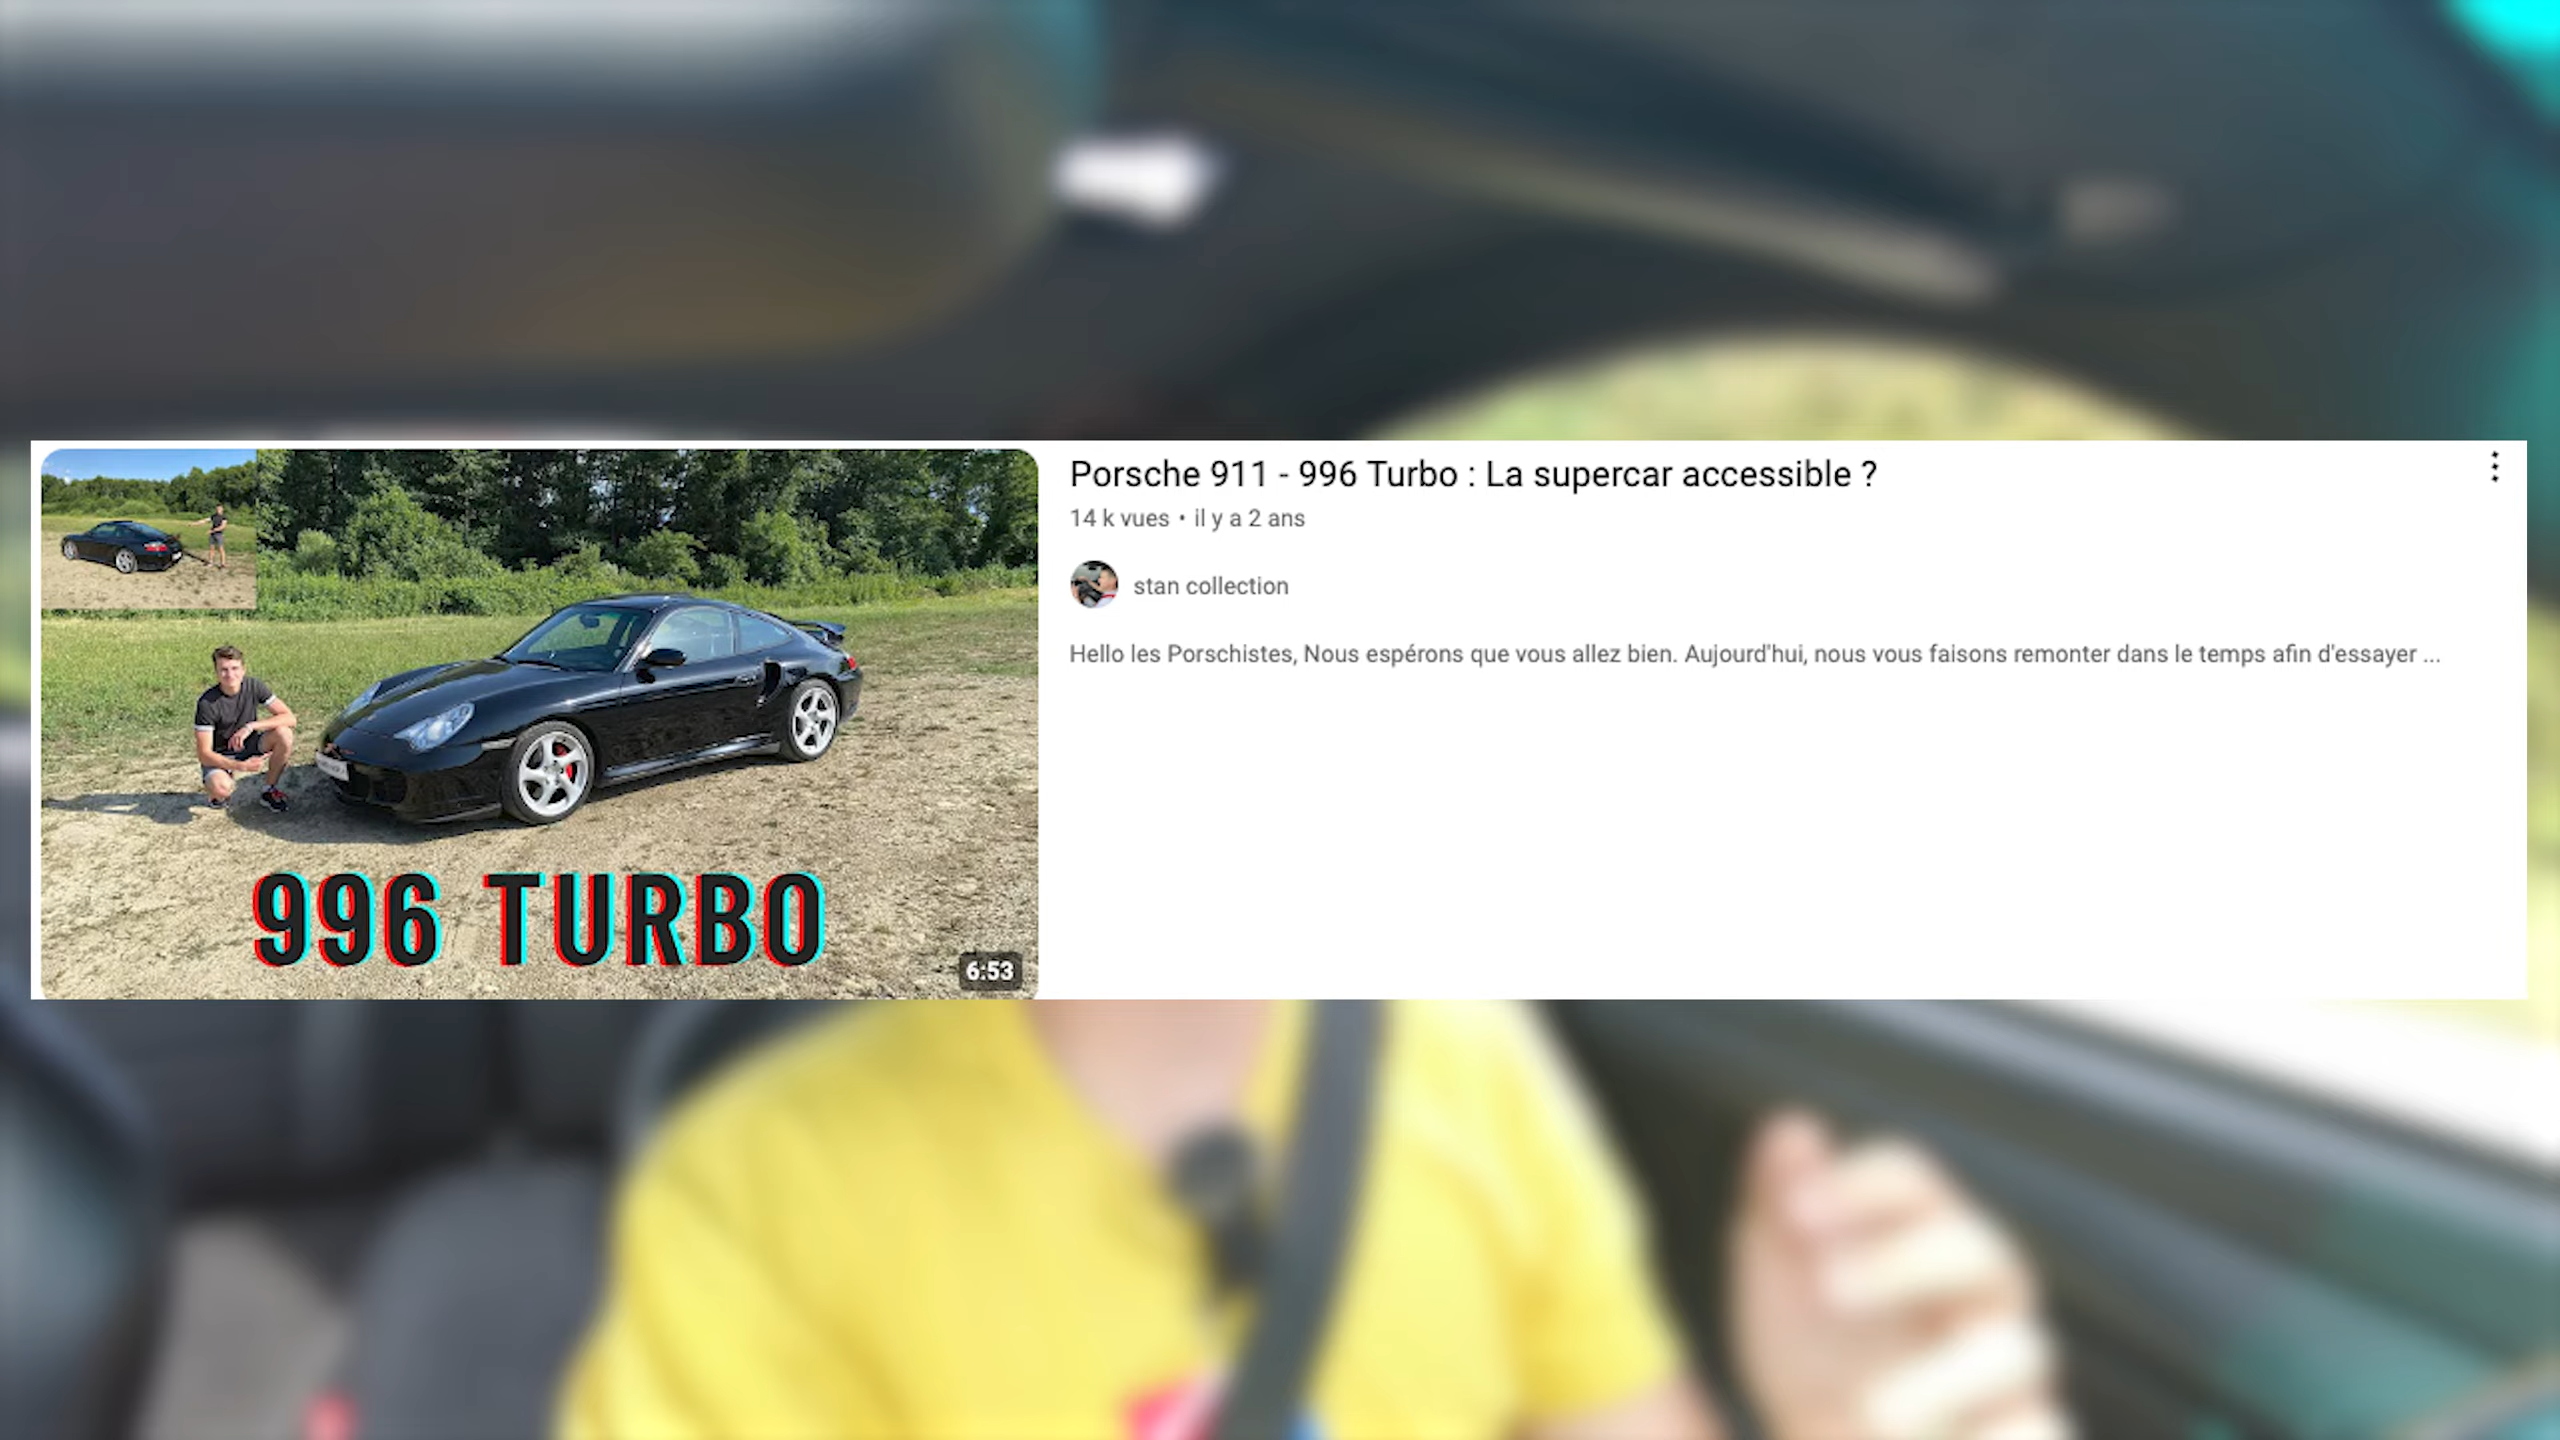 Porsche 911 - 996 Turbo : La supercar accessible ?
14 k vues • il y a 2 ans
stan collection
Hello les Porschistes, Nous espérons que vous allez bien. Aujourd'hui, nous vous faisons remonter dans le temps afin d'essayer ...
996 TURBO
6:53